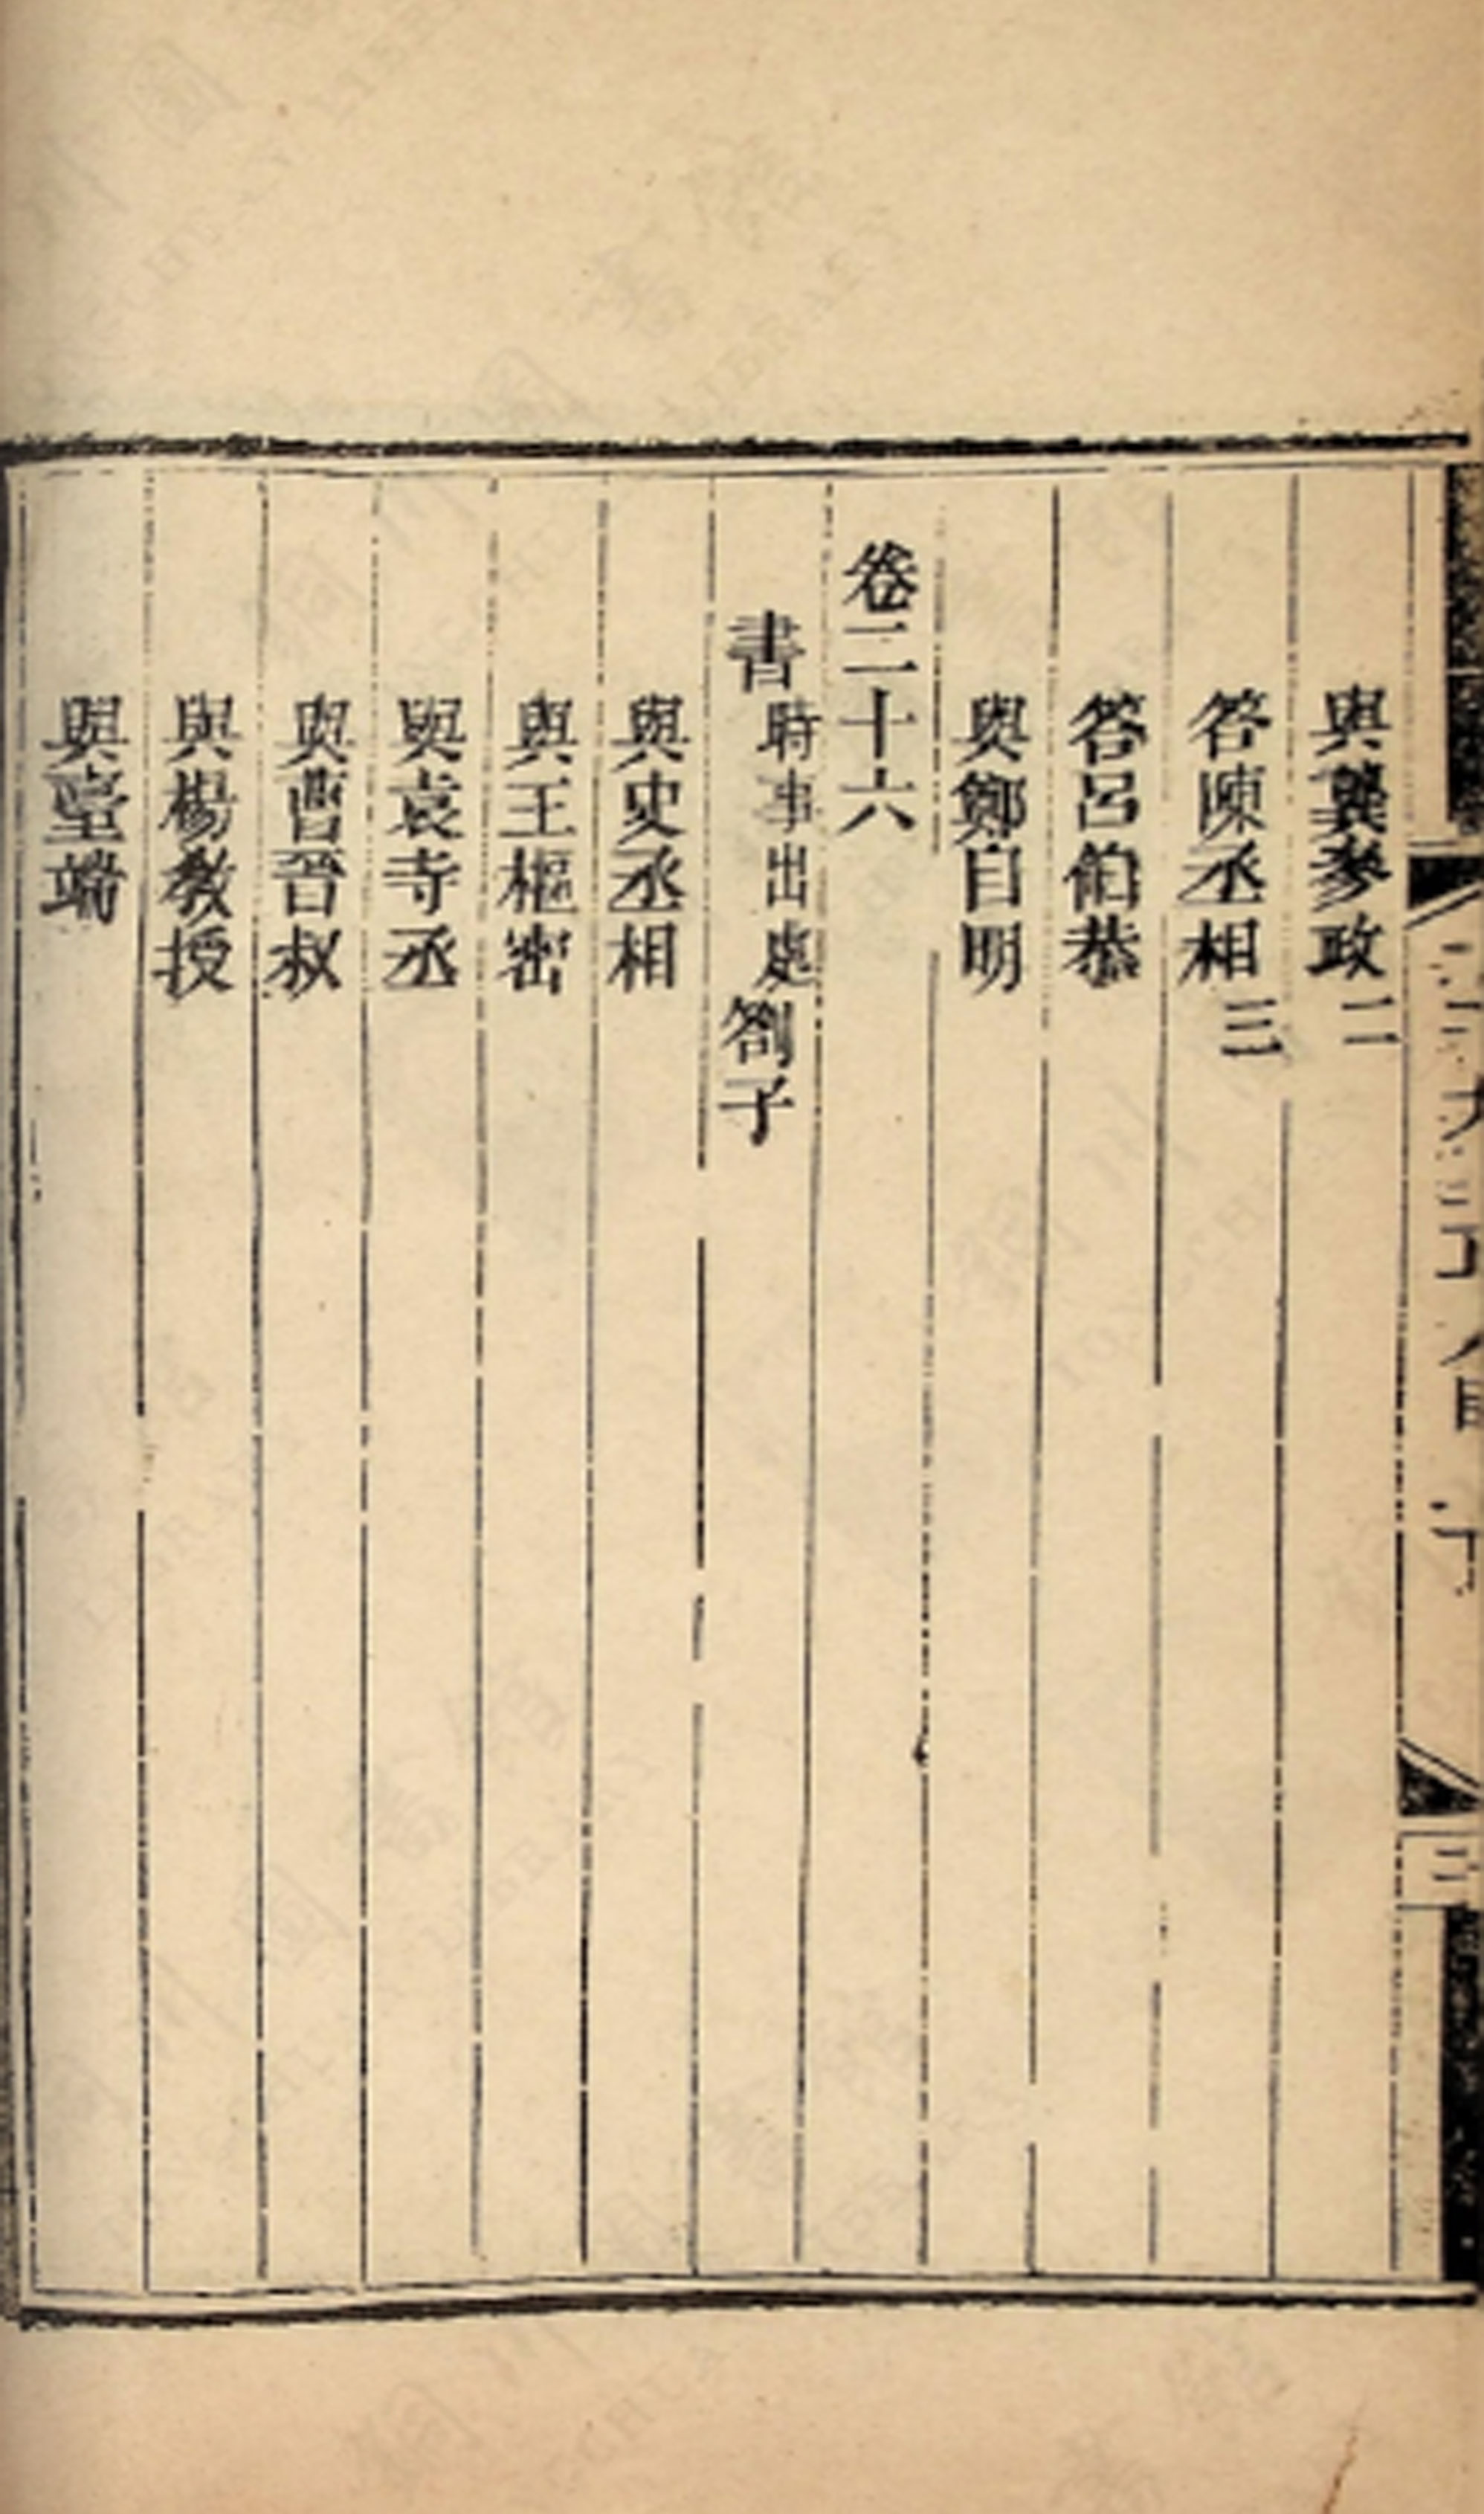 與龔參政二
答陳丞相三
答呂伯恭
與鄭自明
卷二十六
書時事出處劄子
與史丞相
與王樞密
與袁寺丞
與曹晉叔
與楊教授
與臺端